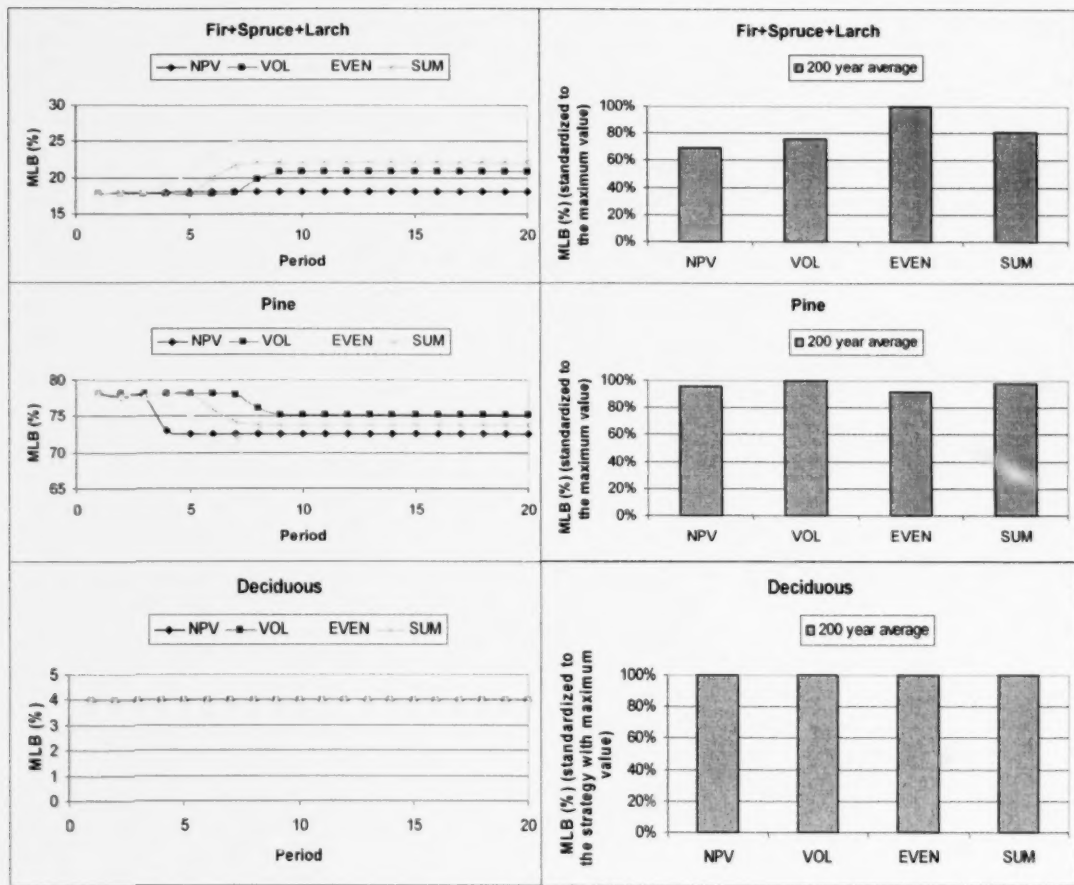 Fir+Spruce+Larch
NPV VOL EVEN SUM
MLB (%)
30
25
20
15
0 5 10 15 20
Period
Fir+Spruce+Larch
200 year average
MLB (%) (standardized to
the maximum value)
100%
80%
60%
40%
20%
0%
NPV VOL EVEN SUM
Pine
NPV VOL EVEN SUM
MLB (%)
80
75
70
65
0 5 10 15 20
Period
Pine
200 year average
MLB (%) (standardized to
the maximum value)
100%
80%
60%
40%
20%
0%
NPV VOL EVEN SUM
Deciduous
NPV VOL EVEN SUM
MLB (%)
5
4
3
2
1
0
0 5 10 15 20
Period
Deciduous
200 year average
MLB (%) (standardized to
the strategy with maximum
value)
100%
80%
60%
40%
20%
0%
NPV VOL EVEN SUM